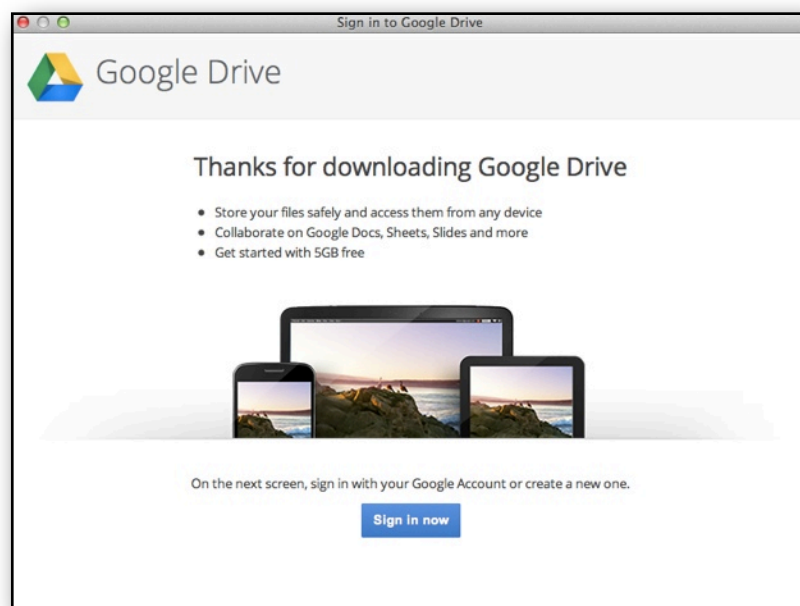 Sign in to Google Drive
Google Drive
Thanks for downloading Google Drive
Store your files safely and access them from any device
Collaborate on Google Docs, Sheets, Slides and more
Get started with 5GB free
On the next screen, sign in with your Google Account or create a new one.
Sign in now